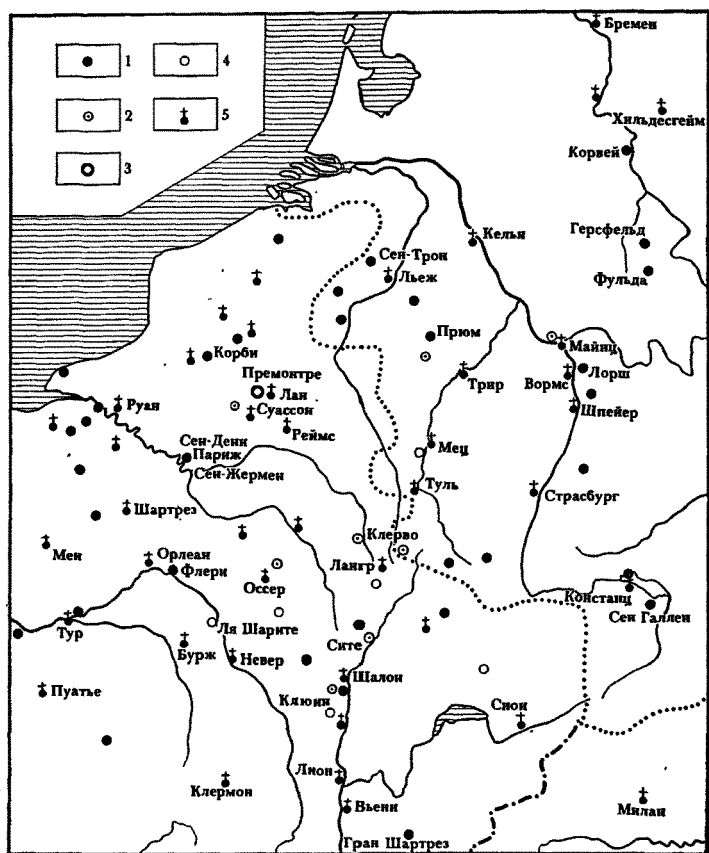 1
4
2
5
3
Бремен
Хильдесгейм
Корвей
Герсфельд
Фульда
Кельн
Сен-Трон
Льеж
Прюм
Майнц
Лорш
Вормс
Шпейер
Трир
Корби
Премонтре
Лан
Суассон
Реймс
Руан
Сен-Дени
Париж
Сен-Жермен
Мец
Туль
Страсбург
Шартрез
Клерво
Лангр
Мен
Орлеан
Флери
Оссер
Констанц
Сен Галлен
Тур
Ля Шарите
Сите
Бурж
Невер
Шалон
Пуатье
Клюни
Сион
Лион
Клермон
Вьенн
Милан
Гран Шартрез